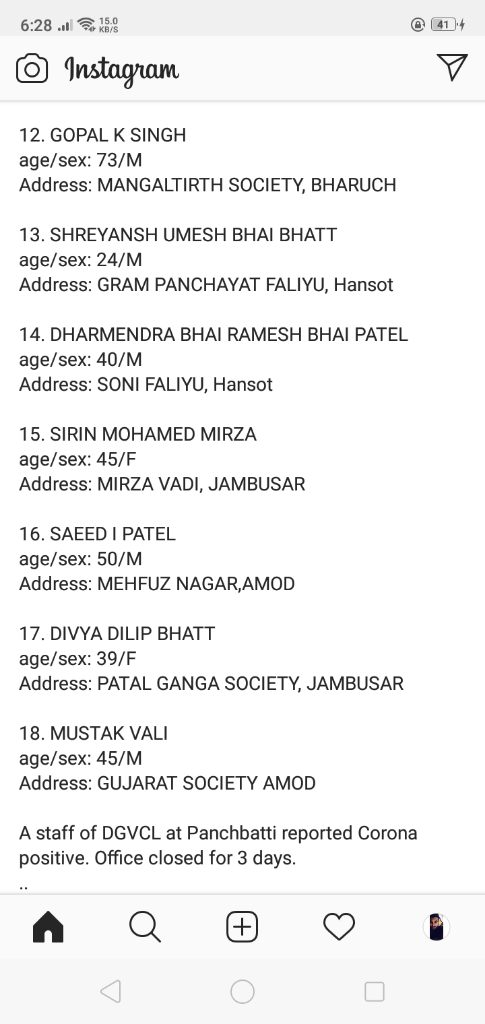 6:28 15.0 KB/S 41
Instagram
12. GOPAL K SINGH
age/sex: 73/M
Address: MANGALTIRTH SOCIETY, BHARUCH
13. SHREYANSH UMESH BHAI BHATT
age/sex: 24/M
Address: GRAM PANCHAYAT FALIYU, Hansot
14. DHARMENDRA BHAI RAMESH BHAI PATEL
age/sex: 40/M
Address: SONI FALIYU, Hansot
15. SIRIN MOHAMED MIRZA
age/sex: 45/F
Address: MIRZA VADI, JAMBUSAR
16. SAEED I PATEL
age/sex: 50/M
Address: MEHFUZ NAGAR,AMOD
17. DIVYA DILIP BHATT
age/sex: 39/F
Address: PATAL GANGA SOCIETY, JAMBUSAR
18. MUSTAK VALI
age/sex: 45/M
Address: GUJARAT SOCIETY AMOD
A staff of DGVCL at Panchbatti reported Corona
positive. Office closed for 3 days.
..